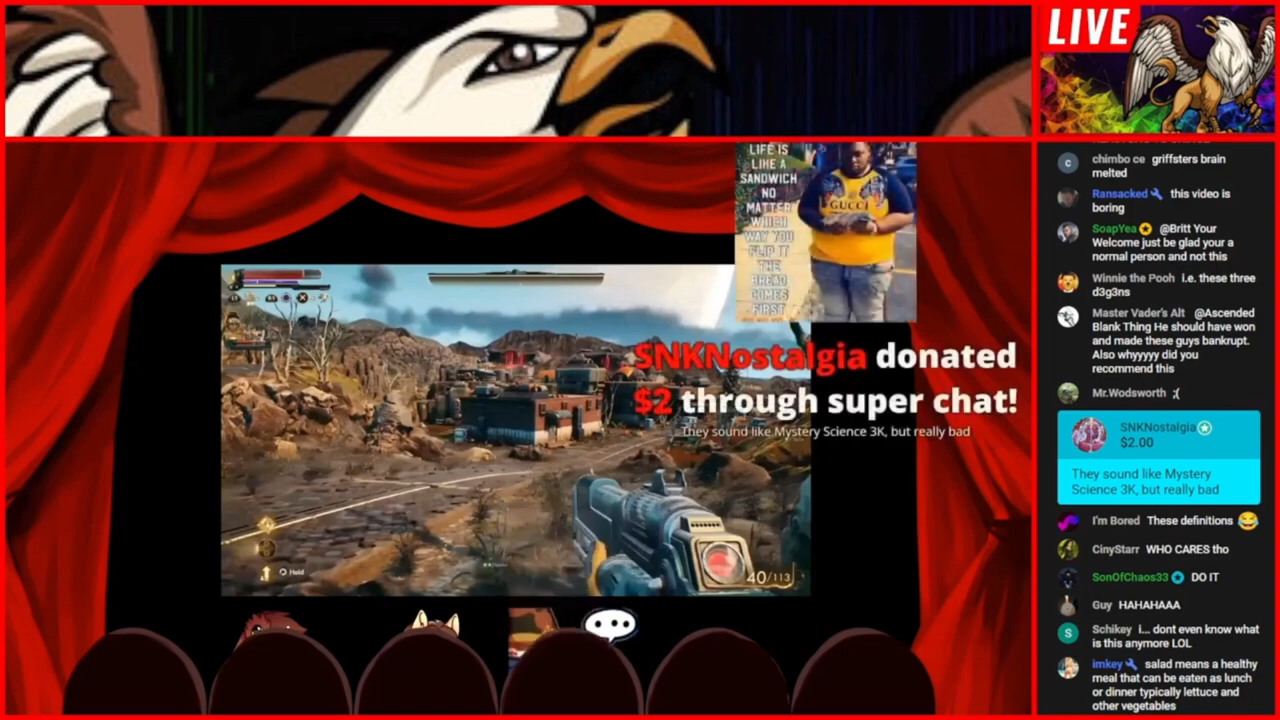 LIVE
LIFE IS
LIKE A
SANDWICH
NO
MATTER
WHICH
WAY YOU
FLIP IT
THE
BREAD
COMES
FIRST
GUCCI
SNKNostalgia donated
$2 through super chat!
They sound like Mystery Science 3K, but really bad
Hold
40/113
chimbo ce griffsters brain
melted
Ransacked this video is
boring
SoapYea @Britt Your
Welcome just be glad your a
normal person and not this
Winnie the Pooh i.e. these three
d3g3ns
Master Vader's Alt @Ascended
Blank Thing He should have won
and made these guys bankrupt.
Also whyyyyy did you
recommend this
Mr.Wodsworth ;(
SNKNostalgia
$2.00
They sound like Mystery
Science 3K, but really bad
I'm Bored These definitions 😂
CinyStarr WHO CARES tho
SonOfChaos33 DO IT
Guy HAHAHAAA
Schikey i... dont even know what
is this anymore LOL
imkey salad means a healthy
meal that can be eaten as lunch
or dinner typically lettuce and
other vegetables